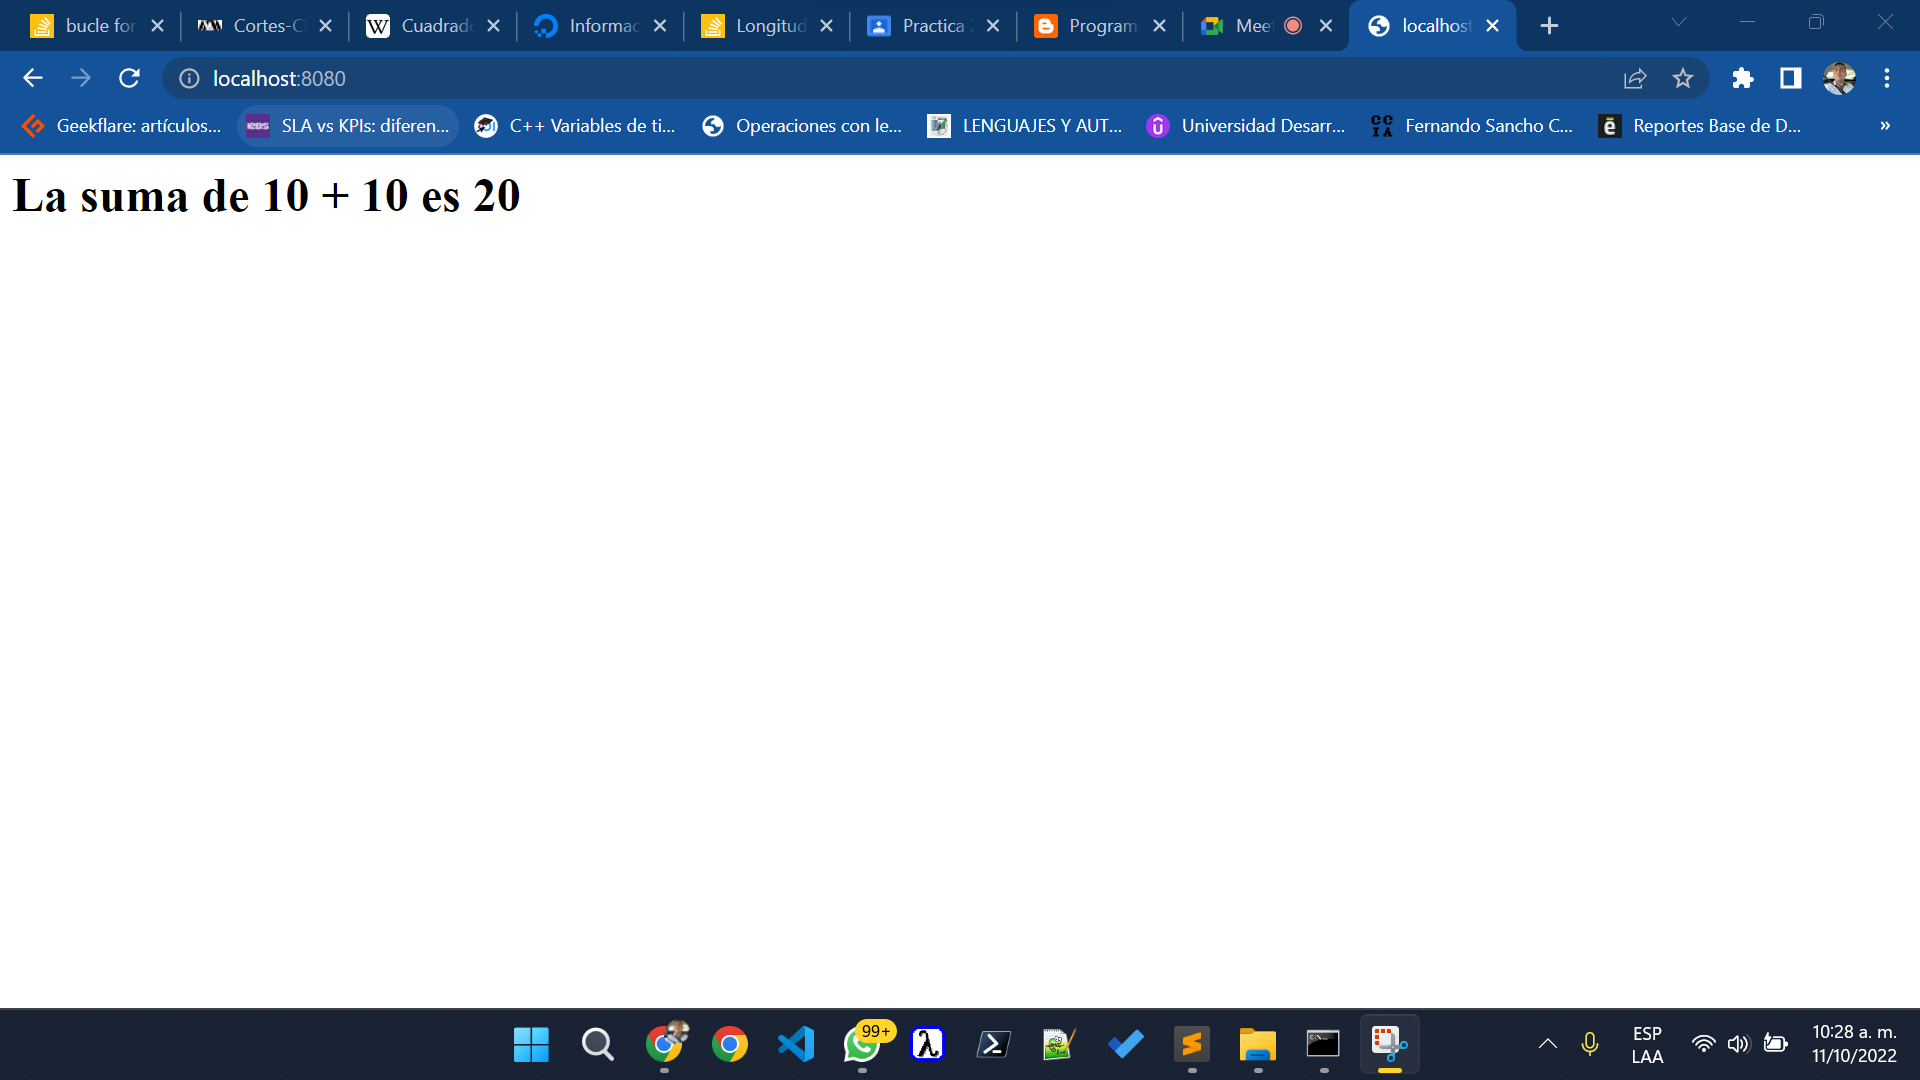 bucle for
Cortes-C
Cuadrad
Informac
Longitud
Practica
Program
Mee
localhost
localhost:8080
Geekflare: artículos...
SLA vs KPIs: diferen...
C++ Variables de ti...
Operaciones con le...
LENGUAJES Y AUT...
Universidad Desarr...
Fernando Sancho C...
Reportes Base de D...
»
La suma de 10 + 10 es 20
99+
ESP
LAA
10:28 a. m.
11/10/2022